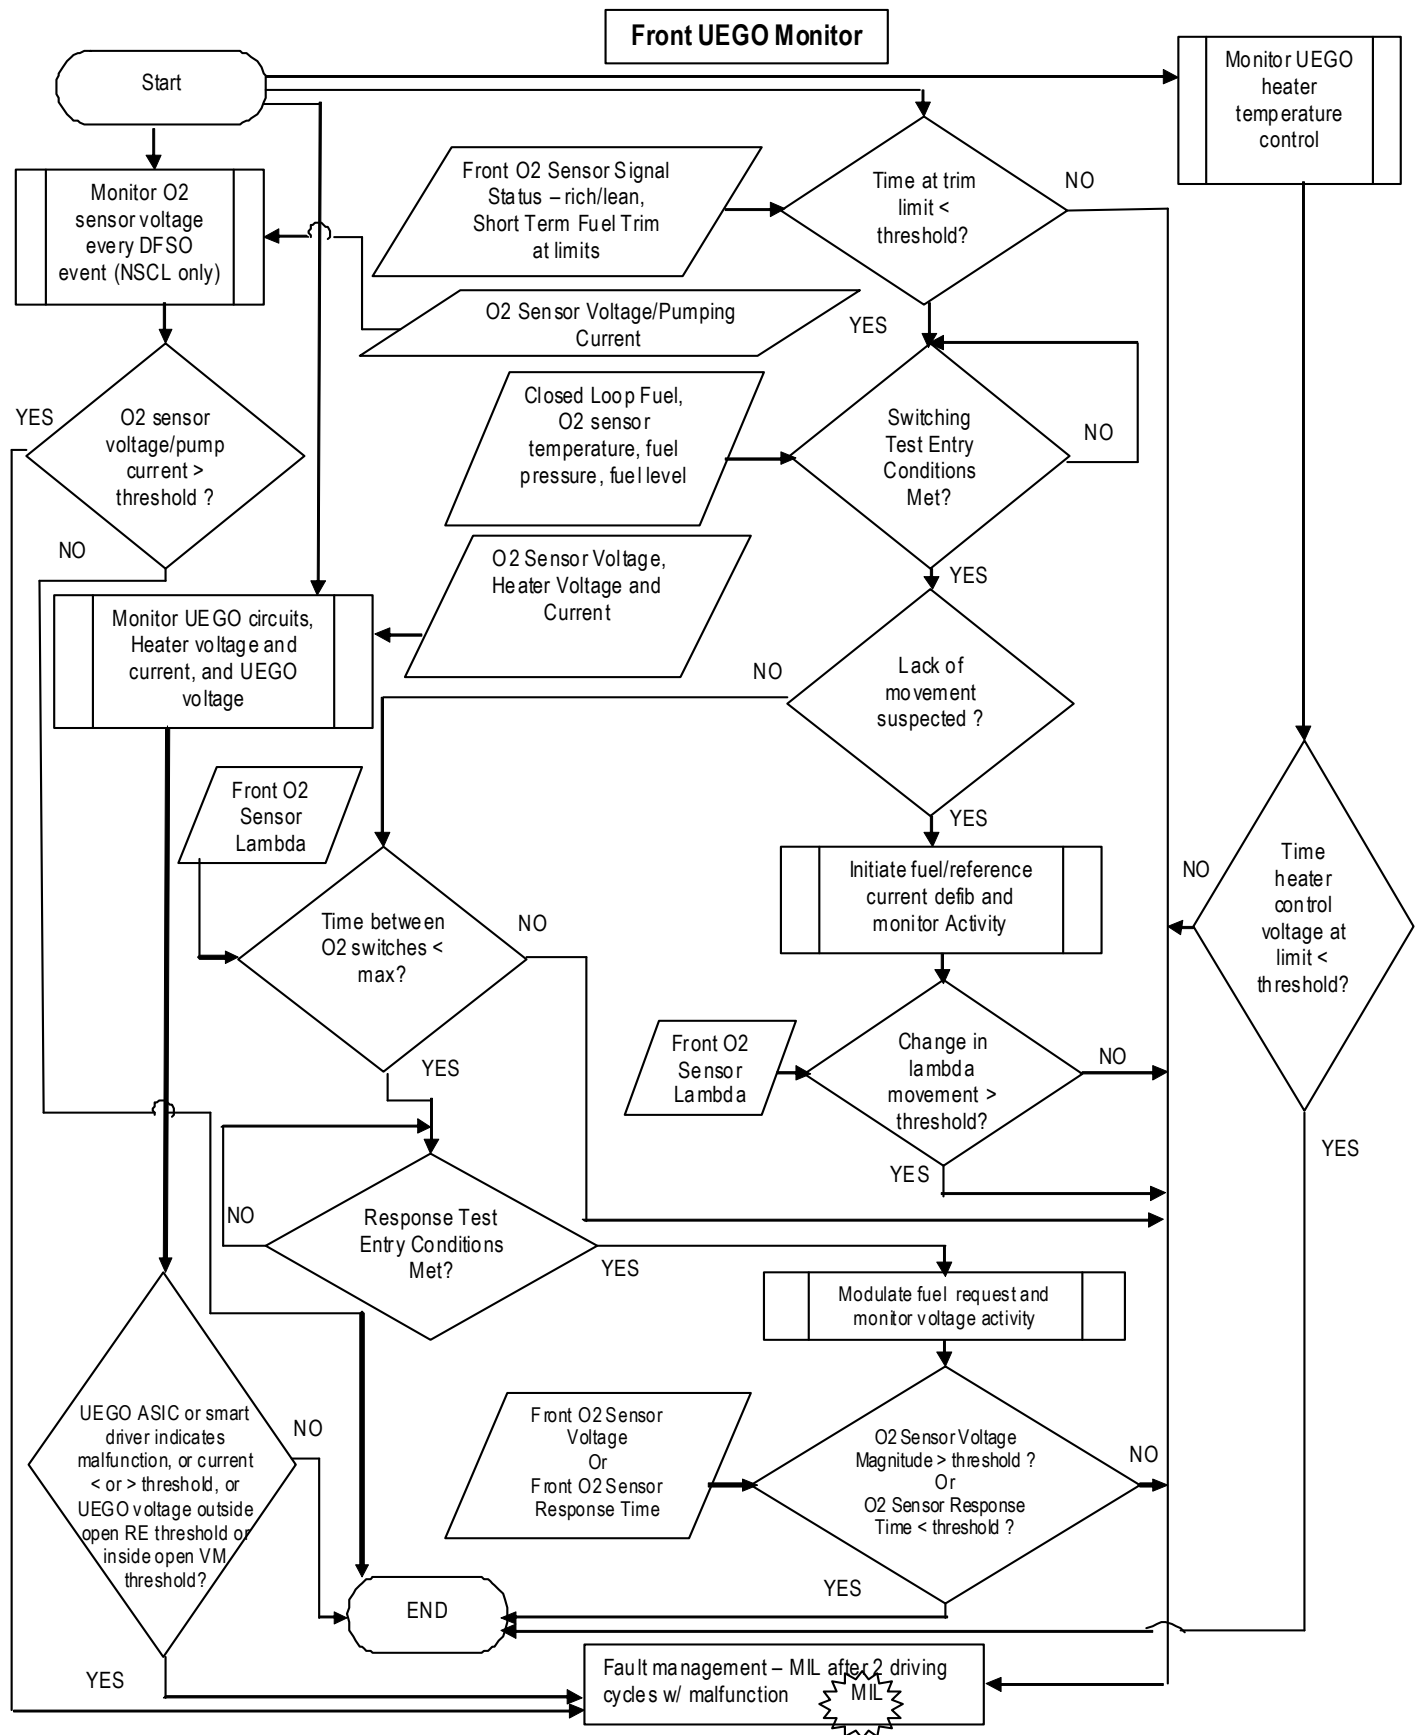 Front UEGO Monitor
Start
Monitor UEGO
heater
temperature
control
Front O2 Sensor Signal
Status – rich/lean,
Short Term Fuel Trim
at limits
Time at trim
limit <
threshold?
NO
Monitor O2
sensor voltage
every DFSO
event (NSCL only)
O2 Sensor Voltage/Pumping
Current
YES
Closed Loop Fuel,
O2 sensor
temperature, fuel
pressure, fuel level
Switching
Test Entry
Conditions
Met?
NO
YES
O2 sensor
voltage/pump
current >
threshold ?
NO
O2 Sensor Voltage,
Heater Voltage and
Current
YES
Monitor UEGO circuits,
Heater voltage and
current, and UEGO
voltage
NO
Lack of
movement
suspected ?
YES
Front O2
Sensor
Lambda
Initiate fuel/reference
current defib and
monitor Activity
NO
Time
heater
control
voltage at
limit <
threshold?
Time between
O2 switches <
max?
NO
YES
Front O2
Sensor
Lambda
Change in
lambda
movement >
threshold?
NO
YES
YES
NO
Response Test
Entry Conditions
Met?
YES
Modulate fuel request and
monitor voltage activity
UEGO ASIC or smart
driver indicates
malfunction, or current
< or > threshold, or
UEGO voltage outside
open RE threshold or
inside open VM
threshold?
NO
Front O2 Sensor
Voltage
Or
Front O2 Sensor
Response Time
O2 Sensor Voltage
Magnitude > threshold ?
Or
O2 Sensor Response
Time < threshold ?
NO
YES
END
YES
Fault management – MIL after 2 driving
cycles w/ malfunction
MIL